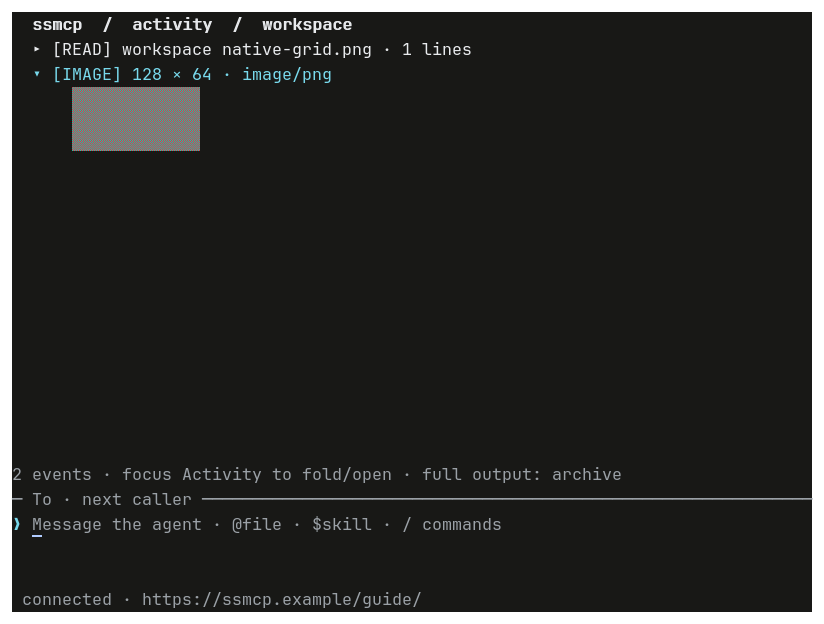 ssmcp / activity / workspace
▸ [READ] workspace native-grid.png · 1 lines
▾ [IMAGE] 128 × 64 · image/png
2 events · focus Activity to fold/open · full output: archive
─ To · next caller ─
❯ Message the agent · @file · $skill · / commands
connected · https://ssmcp.example/guide/